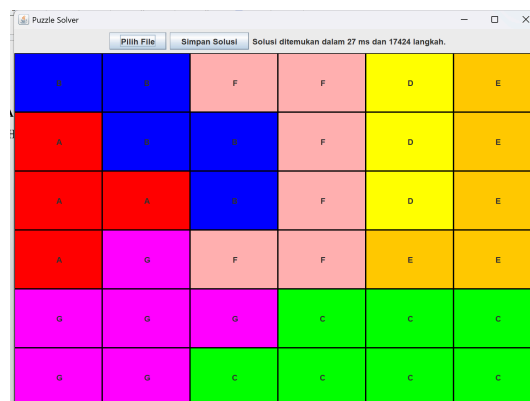 Puzzle Solver
Pilih File Simpan Solusi Solusi ditemukan dalam 27 ms dan 17424 langkah.
B B F F D E
A B B F D E
A A B F D E
A G F F E E
G G G C C C
G G C C C C